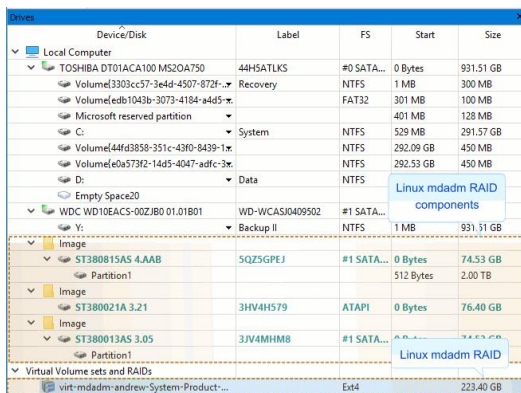 Drives
Device/Disk Label FS Start Size
Local Computer
TOSHIBA DT01ACA100 MS2OA750 44H5ATLKS #0 SATA... 0 Bytes 931.51 GB
Volume{3303cc57-3e4d-4507-872f-... Recovery NTFS 1 MB 300 MB
Volume{edb1043b-3073-4184-a4d5-... FAT32 301 MB 100 MB
Microsoft reserved partition 401 MB 128 MB
C: System NTFS 529 MB 291.57 GB
Volume{44fd3858-351c-43f0-8439-1... NTFS 292.09 GB 450 MB
Volume{e0a573f2-14d5-4047-adfc-3... NTFS 292.53 GB 450 MB
D: Data NTFS
Empty Space20
Linux mdadm RAID
components
WDC WD10EACS-00ZJB0 01.01B01 WD-WCASJ0409502 #1 SATA...
Y: Backup II NTFS 1 MB 931.51 GB
Image
ST380815AS 4.AAB 5QZ5GPEJ #1 SATA... 0 Bytes 74.53 GB
Partition1 512 Bytes 2.00 TB
Image
ST380021A 3.21 3HV4H579 ATAPI 0 Bytes 76.40 GB
Image
ST380013AS 3.05 3JV4MHM8 #1 SATA... 0 Bytes 74.53 GB
Partition1
Linux mdadm RAID
Virtual Volume sets and RAIDs
virt-mdadm-andrew-System-Product-... Ext4 223.40 GB